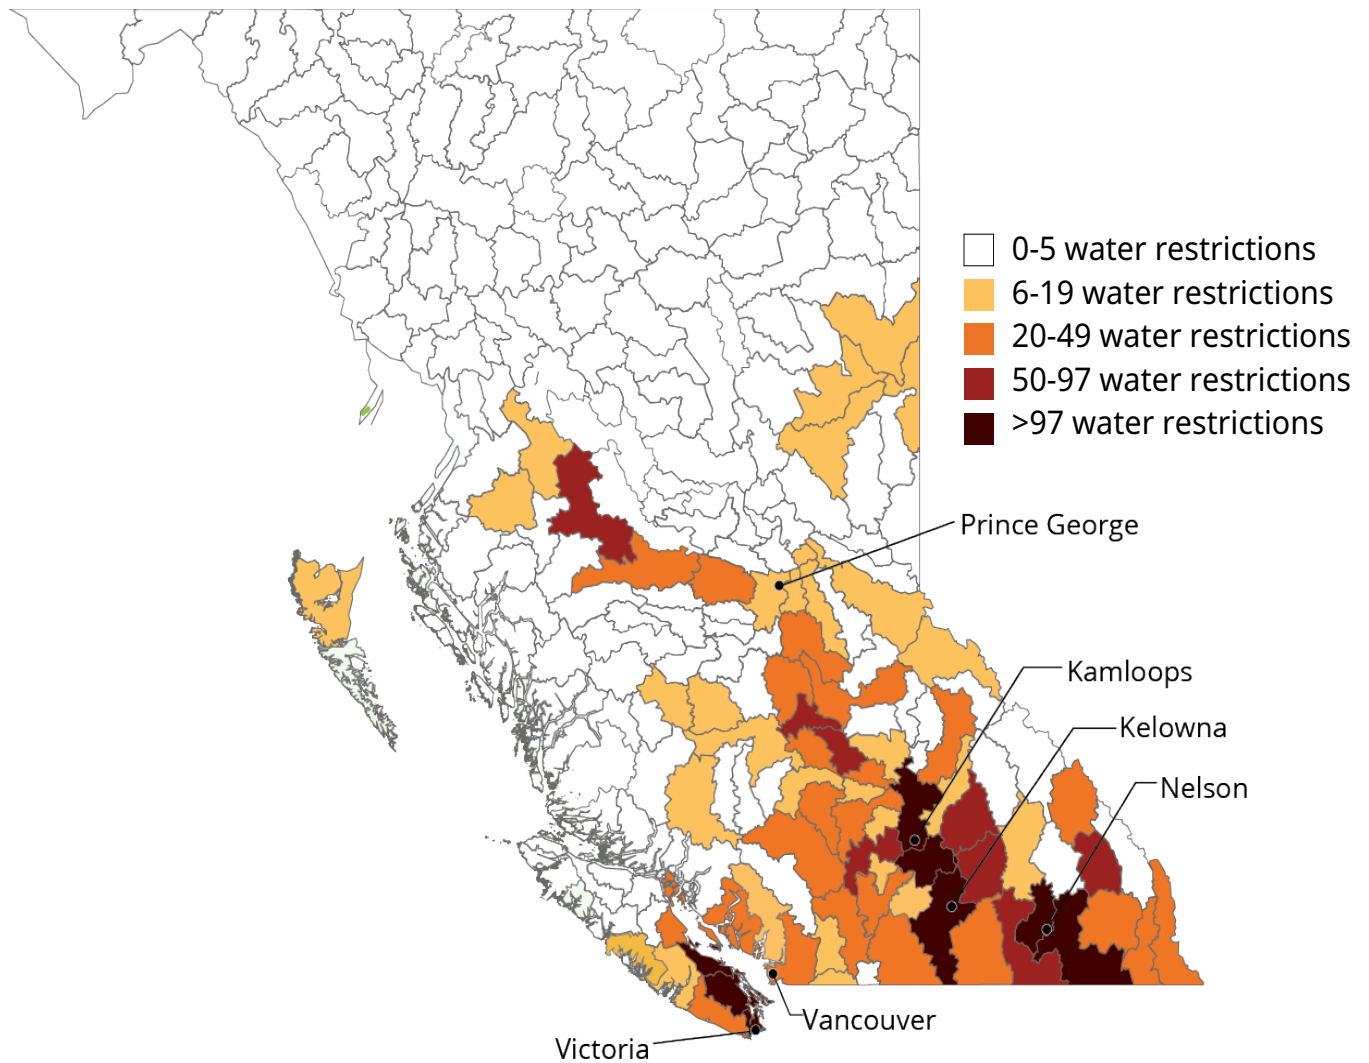 0-5 water restrictions
6-19 water restrictions
20-49 water restrictions
50-97 water restrictions
>97 water restrictions
Prince George
Kamloops
Kelowna
Nelson
Vancouver
Victoria